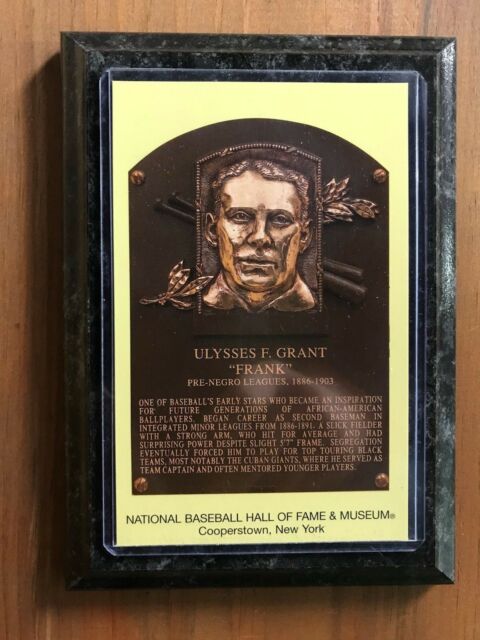 ULYSSES F. GRANT
"FRANK"
PRE-NEGRO LEAGUES, 1886-1903
ONE OF BASEBALL'S EARLY STARS WHO BECAME AN INSPIRATION
FOR FUTURE GENERATIONS OF AFRICAN-AMERICAN
BALLPLAYERS. BEGAN CAREER AS SECOND BASEMAN IN
INTEGRATED MINOR LEAGUES FROM 1886-1891. A SLICK FIELDER
WITH A STRONG ARM, WHO HIT FOR AVERAGE AND HAD
SURPRISING POWER DESPITE SLIGHT 5'7" FRAME. SEGREGATION
EVENTUALLY FORCED HIM TO PLAY FOR TOP TOURING BLACK
TEAMS, MOST NOTABLY THE CUBAN GIANTS, WHERE HE SERVED AS
TEAM CAPTAIN AND OFTEN MENTORED YOUNGER PLAYERS.
NATIONAL BASEBALL HALL OF FAME & MUSEUM®
Cooperstown, New York